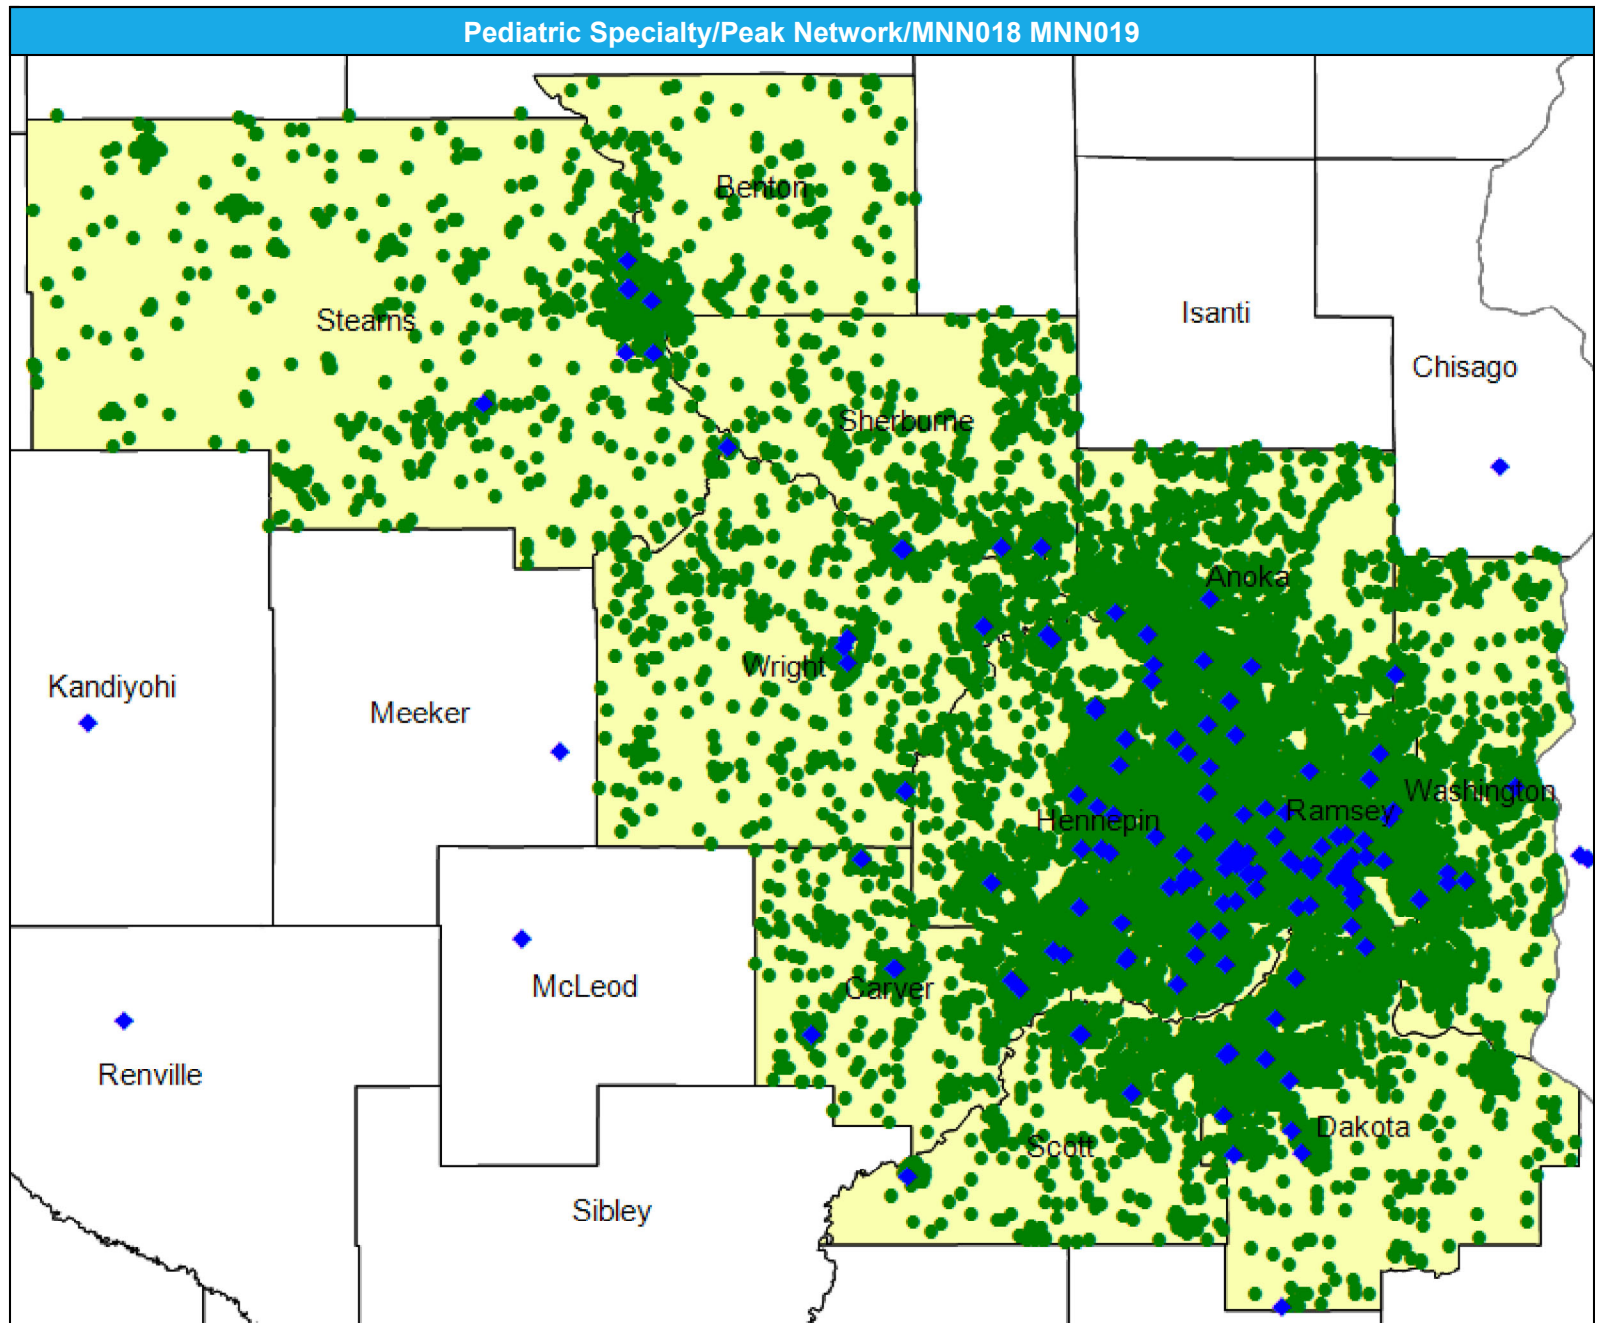 Pediatric Specialty/Peak Network/MNN018 MNN019
Benton
Isanti
Stearns
Chisago
Sherburne
Anoka
Wright
Kandiyohi
Meeker
Washington
Ramsey
Hennepin
McLeod
Carver
Renville
Dakota
Scott
Sibley